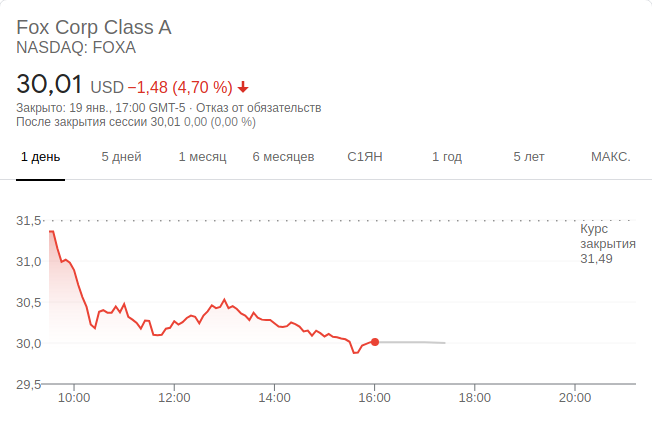 Fox Corp Class A
NASDAQ: FOXA
30,01 USD −1,48 (4,70 %)
Закрыто: 19 янв., 17:00 GMT-5 · Отказ от обязательств
После закрытия сессии 30,01 0,00 (0,00 %)
1 день 5 дней 1 месяц 6 месяцев С1ЯН 1 год 5 лет МАКС.
31,5
Курс
закрытия
31,49
31,0
30,5
30,0
29,5
10:00 12:00 14:00 16:00 18:00 20:00